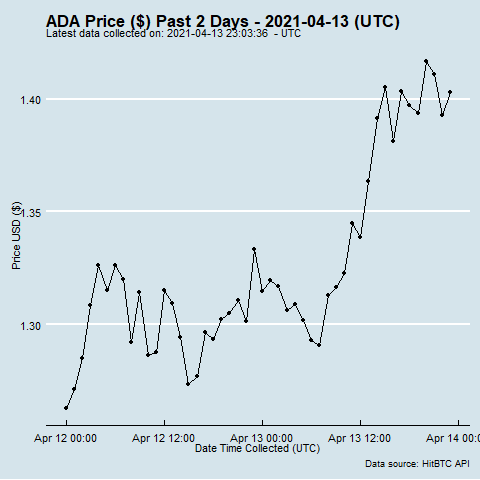 ADA Price ($) Past 2 Days - 2021-04-13 (UTC)
Latest data collected on: 2021-04-13 23:03:36 - UTC
1.40
1.35
1.30
Price USD ($)
Apr 12 00:00
Apr 12 12:00
Apr 13 00:00
Apr 13 12:00
Apr 14 00:
Date Time Collected (UTC)
Data source: HitBTC API